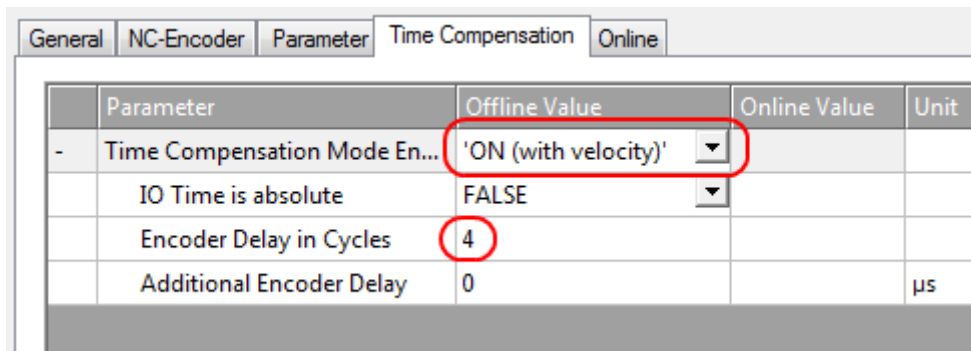 General NC-Encoder Parameter Time Compensation Online
Parameter Offline Value Online Value Unit
- Time Compensation Mode En... 'ON (with velocity)'
IO Time is absolute FALSE
Encoder Delay in Cycles 4
Additional Encoder Delay 0 µs